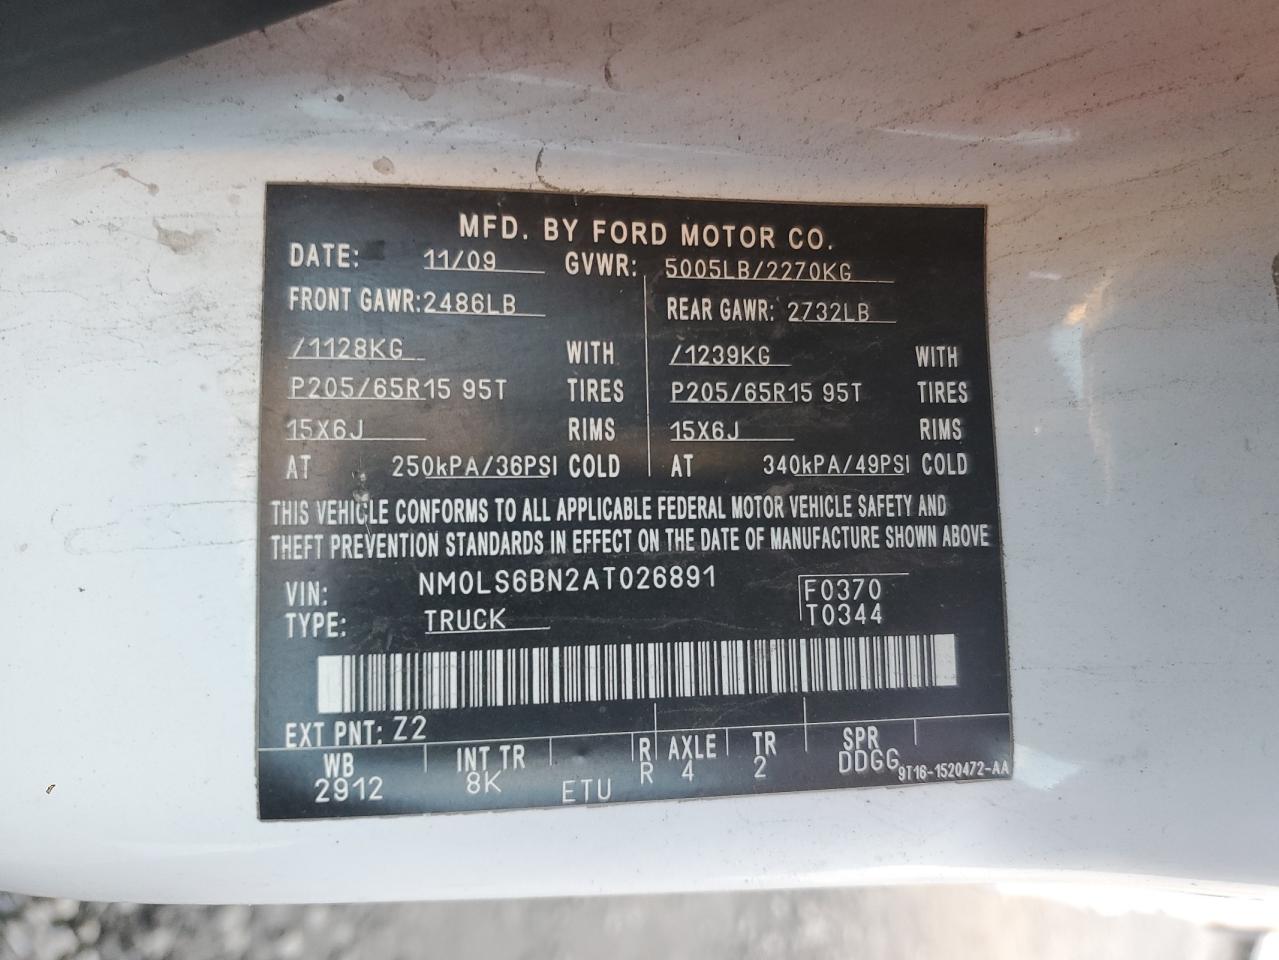 MFD. BY FORD MOTOR CO.
DATE: 11/09 GVWR: 5005LB/2270KG
FRONT GAWR:2486LB REAR GAWR: 2732LB
/1128KG WITH /1239KG WITH
P205/65R15 95T TIRES P205/65R15 95T TIRES
15X6J RIMS 15X6J RIMS
AT 250kPA/36PSI COLD AT 340kPA/49PSI COLD
THIS VEHICLE CONFORMS TO ALL APPLICABLE FEDERAL MOTOR VEHICLE SAFETY AND
THEFT PREVENTION STANDARDS IN EFFECT ON THE DATE OF MANUFACTURE SHOWN ABOVE
VIN: NM0LS6BN2AT026891 F0370
TYPE: TRUCK T0344
EXT PNT: Z2
WB INT TR R AXLE TR SPR
2912 8K ETU R 4 2 DDGG 9T16-1520472-AA